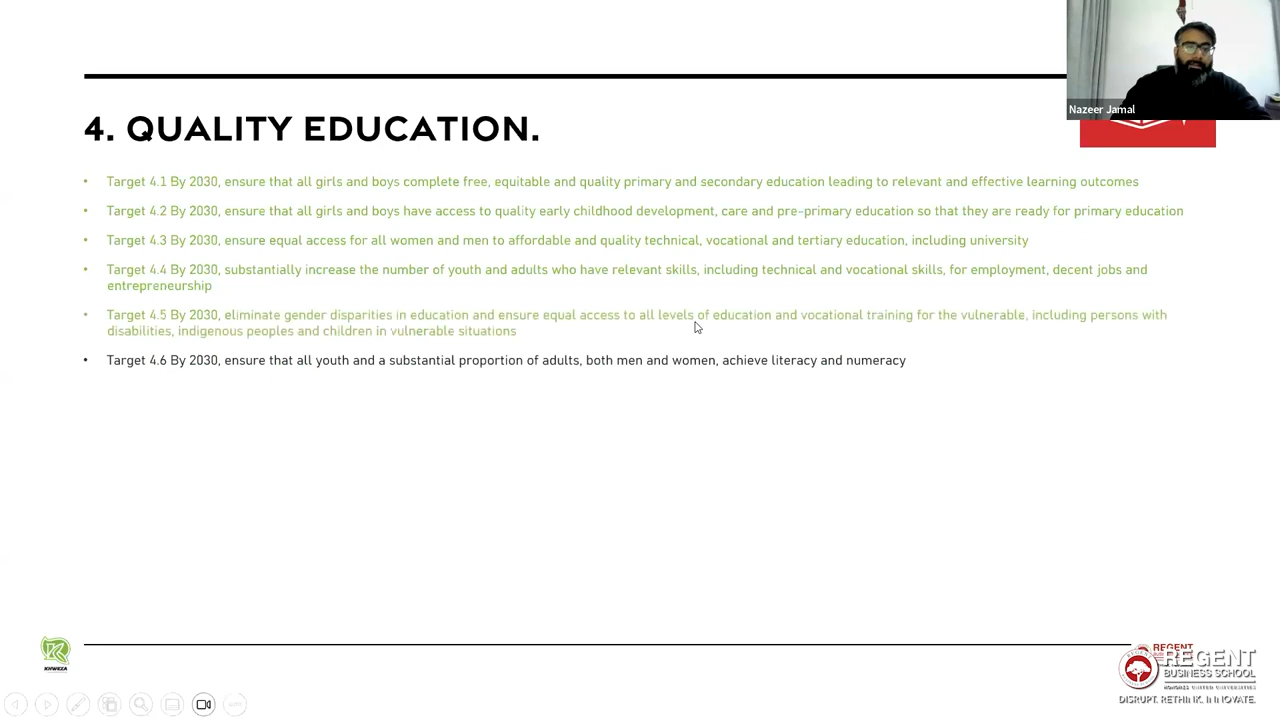 Nazeer Jamal
4. QUALITY EDUCATION.
• Target 4.1 By 2030, ensure that all girls and boys complete free, equitable and quality primary and secondary education leading to relevant and effective learning outcomes
• Target 4.2 By 2030, ensure that all girls and boys have access to quality early childhood development, care and pre-primary education so that they are ready for primary education
• Target 4.3 By 2030, ensure equal access for all women and men to affordable and quality technical, vocational and tertiary education, including university
• Target 4.4 By 2030, substantially increase the number of youth and adults who have relevant skills, including technical and vocational skills, for employment, decent jobs and
entrepreneurship
• Target 4.5 By 2030, eliminate gender disparities in education and ensure equal access to all levels of education and vocational training for the vulnerable, including persons with
disabilities, indigenous peoples and children in vulnerable situations
• Target 4.6 By 2030, ensure that all youth and a substantial proportion of adults, both men and women, achieve literacy and numeracy
KHWEZA
REGENT
BUSINESS SCHOOL
DISRUPT. RETHINK. INNOVATE.